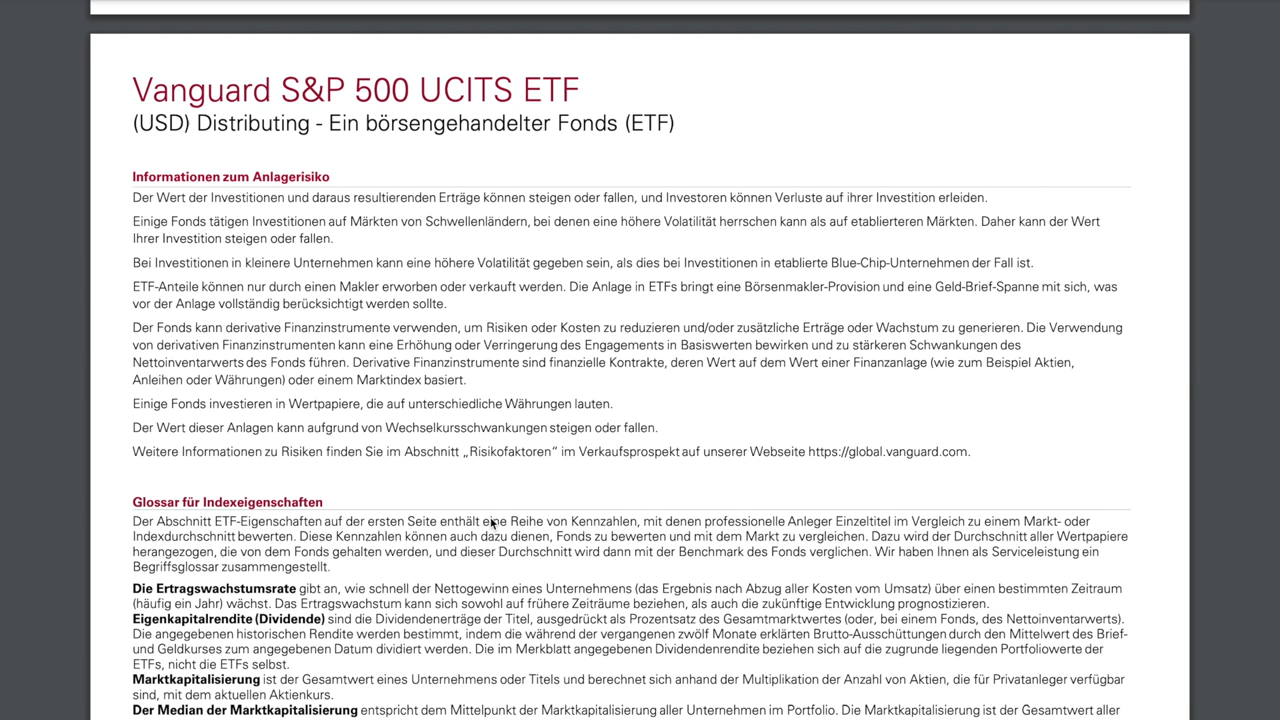 Vanguard S&P 500 UCITS ETF
(USD) Distributing - Ein börsengehandelter Fonds (ETF)
Informationen zum Anlagerisiko
Der Wert der Investitionen und daraus resultierenden Erträge können steigen oder fallen, und Investoren können Verluste auf ihrer Investition erleiden.
Einige Fonds tätigen Investitionen auf Märkten von Schwellenländern, bei denen eine höhere Volatilität herrschen kann als auf etablierteren Märkten. Daher kann der Wert
Ihrer Investition steigen oder fallen.
Bei Investitionen in kleinere Unternehmen kann eine höhere Volatilität gegeben sein, als dies bei Investitionen in etablierte Blue-Chip-Unternehmen der Fall ist.
ETF-Anteile können nur durch einen Makler erworben oder verkauft werden. Die Anlage in ETFs bringt eine Börsenmakler-Provision und eine Geld-Brief-Spanne mit sich, was
vor der Anlage vollständig berücksichtigt werden sollte.
Der Fonds kann derivative Finanzinstrumente verwenden, um Risiken oder Kosten zu reduzieren und/oder zusätzliche Erträge oder Wachstum zu generieren. Die Verwendung
von derivativen Finanzinstrumenten kann eine Erhöhung oder Verringerung des Engagements in Basiswerten bewirken und zu stärkeren Schwankungen des
Nettoinventarwerts des Fonds führen. Derivative Finanzinstrumente sind finanzielle Kontrakte, deren Wert auf dem Wert einer Finanzanlage (wie zum Beispiel Aktien,
Anleihen oder Währungen) oder einem Marktindex basiert.
Einige Fonds investieren in Wertpapiere, die auf unterschiedliche Währungen lauten.
Der Wert dieser Anlagen kann aufgrund von Wechselkursschwankungen steigen oder fallen.
Weitere Informationen zu Risiken finden Sie im Abschnitt „Risikofaktoren" im Verkaufsprospekt auf unserer Webseite https://global.vanguard.com.
Glossar für Indexeigenschaften
Der Abschnitt ETF-Eigenschaften auf der ersten Seite enthält eine Reihe von Kennzahlen, mit denen professionelle Anleger Einzeltitel im Vergleich zu einem Markt- oder
Indexdurchschnitt bewerten. Diese Kennzahlen können auch dazu dienen, Fonds zu bewerten und mit dem Markt zu vergleichen. Dazu wird der Durchschnitt aller Wertpapiere
herangezogen, die von dem Fonds gehalten werden, und dieser Durchschnitt wird dann mit der Benchmark des Fonds verglichen. Wir haben Ihnen als Serviceleistung ein
Begriffsglossar zusammengestellt.
Die Ertragswachstumsrate gibt an, wie schnell der Nettogewinn eines Unternehmens (das Ergebnis nach Abzug aller Kosten vom Umsatz) über einen bestimmten Zeitraum
(häufig ein Jahr) wächst. Das Ertragswachstum kann sich sowohl auf frühere Zeiträume beziehen, als auch die zukünftige Entwicklung prognostizieren.
Eigenkapitalrendite (Dividende) sind die Dividendenerträge der Titel, ausgedrückt als Prozentsatz des Gesamtmarktwertes (oder, bei einem Fonds, des Nettoinventarwerts).
Die angegebenen historischen Rendite werden bestimmt, indem die während der vergangenen zwölf Monate erklärten Brutto-Ausschüttungen durch den Mittelwert des Brief-
und Geldkurses zum angegebenen Datum dividiert werden. Die im Merkblatt angegebenen Dividendenrendite beziehen sich auf die zugrunde liegenden Portfoliowerte der
ETFs, nicht die ETFs selbst.
Marktkapitalisierung ist der Gesamtwert eines Unternehmens oder Titels und berechnet sich anhand der Multiplikation der Anzahl von Aktien, die für Privatanleger verfügbar
sind, mit dem aktuellen Aktienkurs.
Der Median der Marktkapitalisierung entspricht dem Mittelpunkt der Marktkapitalisierung aller Unternehmen im Portfolio. Die Marktkapitalisierung ist der Gesamtwert aller